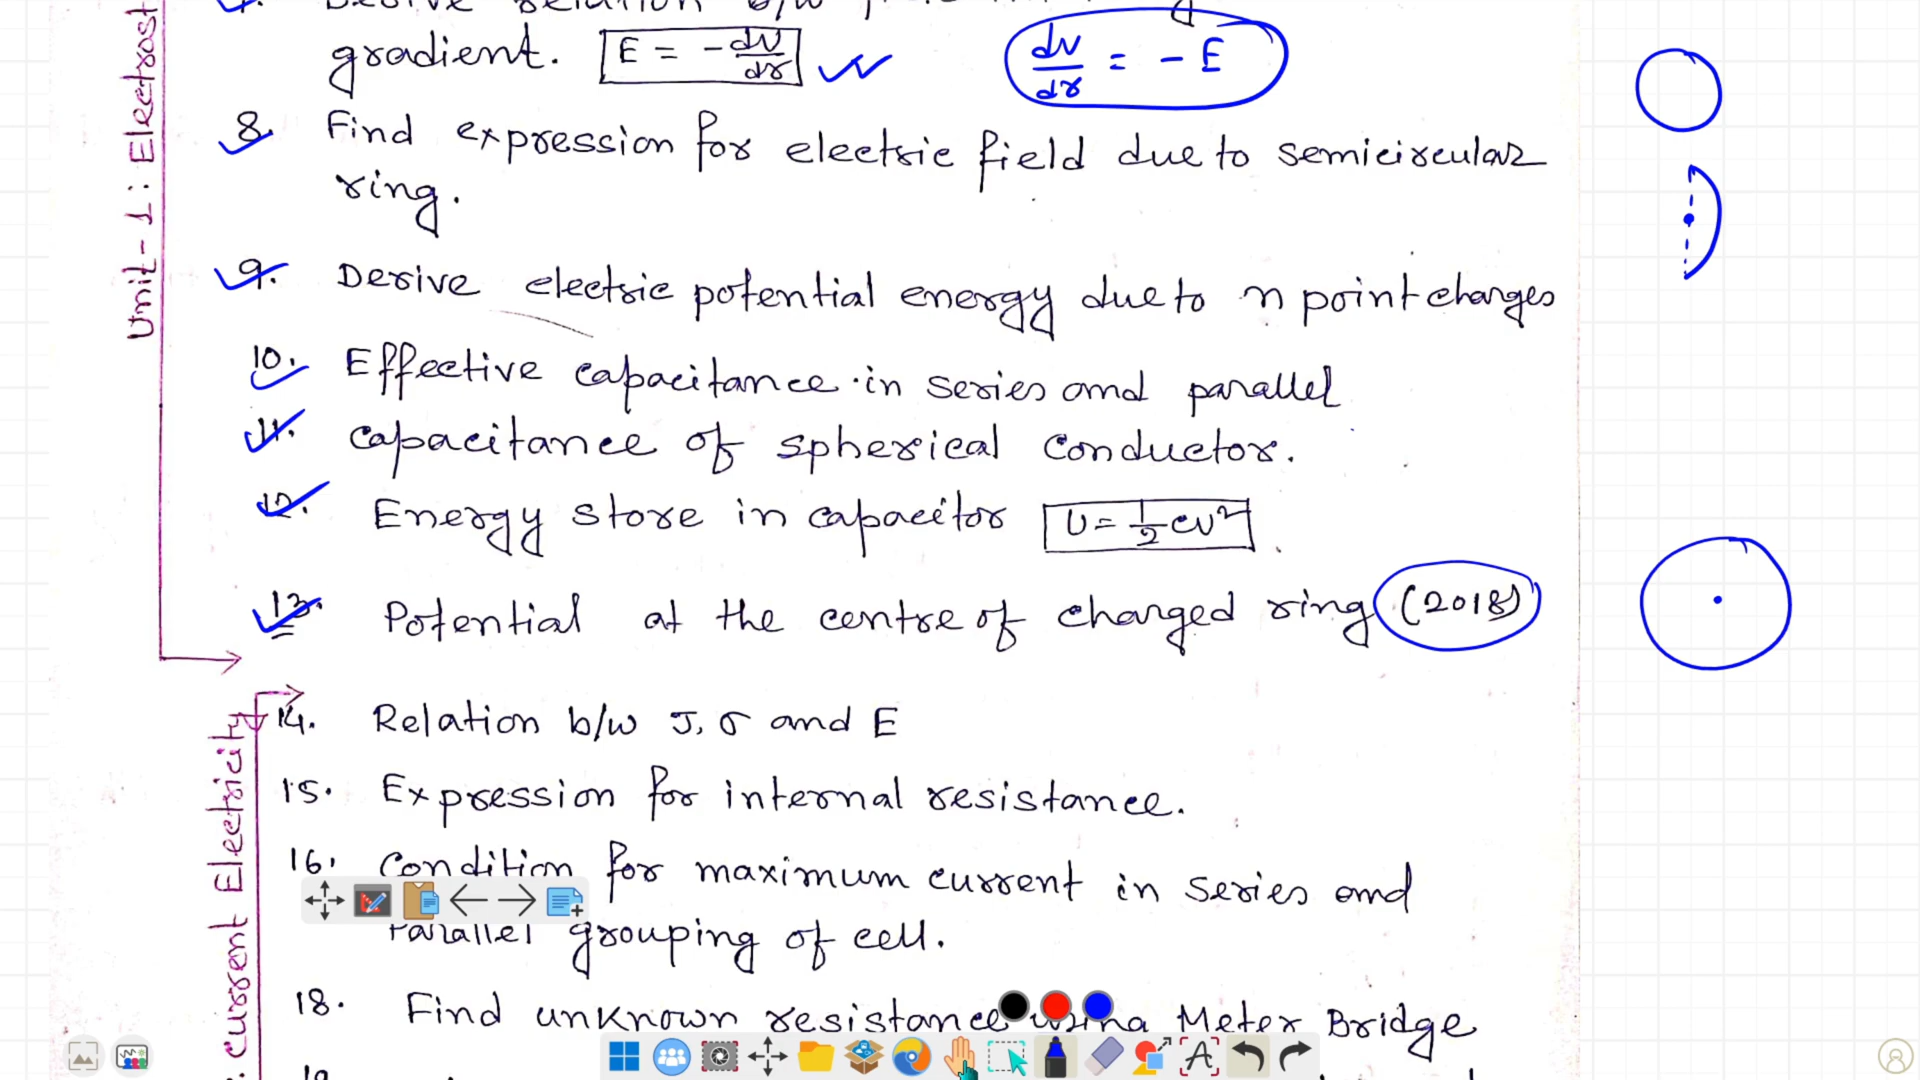 7. Derive relation b/w
gradient. E = -dv/dr dv/dr = - E
8. Find expression for electric field due to semicircular
ring.
9. Derive electric potential energy due to n point charges
10. Effective capacitance in series and parallel
11. Capacitance of spherical conductor.
12. Energy store in capacitor U = 1/2 cv²
13. Potential at the centre of charged ring (2018)
14. Relation b/w J, σ and E
15. Expression for internal resistance.
16. Condition for maximum current in series and
Parallel grouping of cell.
18. Find unknown resistance using Meter Bridge
19.
Unit-1: Electrost
: Current Electricity